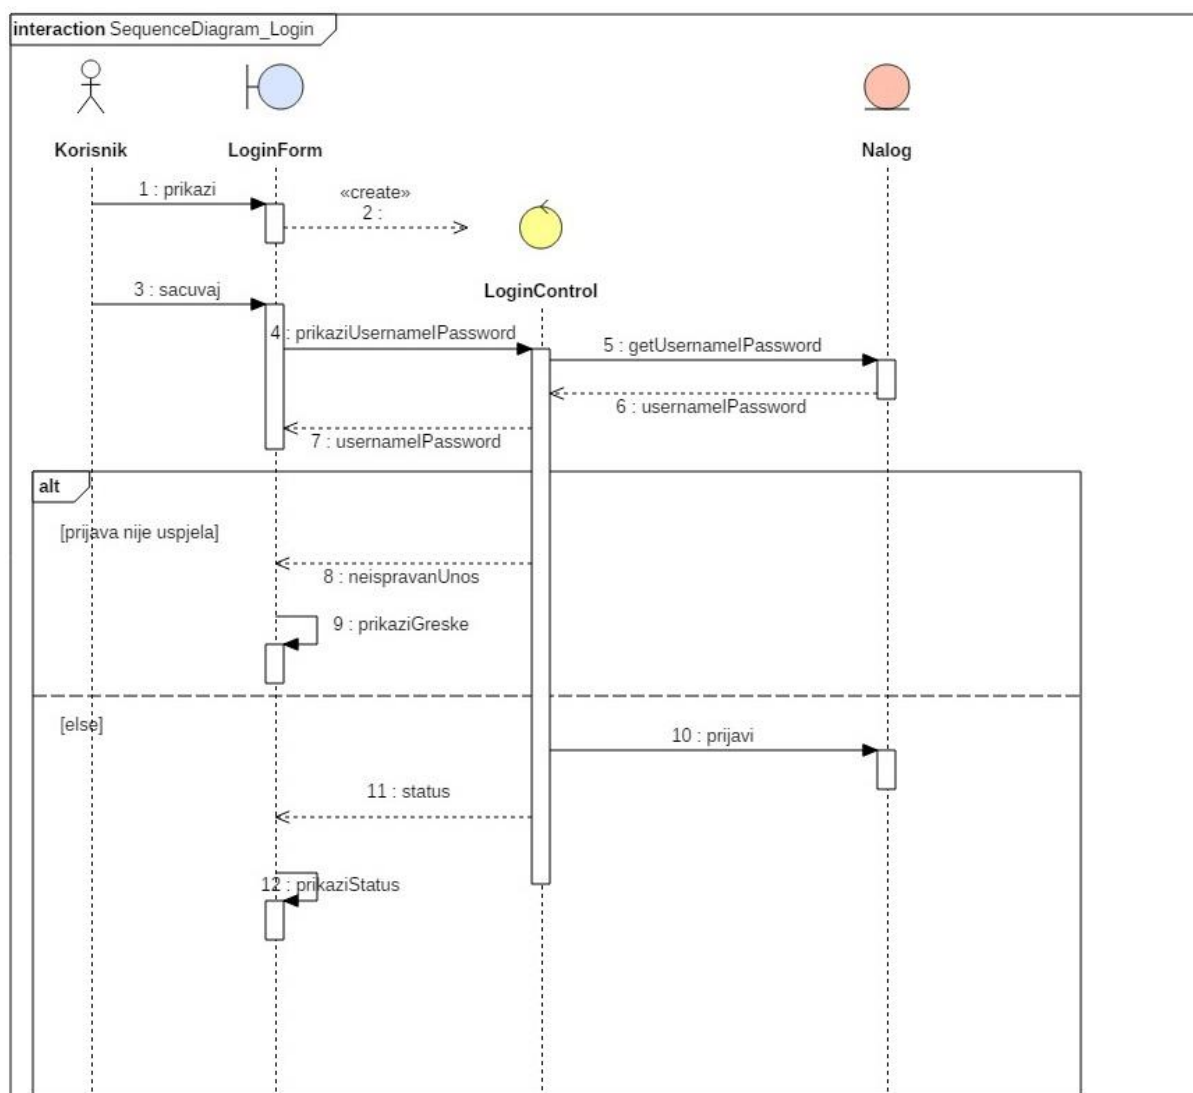 interaction SequenceDiagram_Login
Korisnik
LoginForm
Nalog
1 : prikazi
«create»
2 :
LoginControl
3 : sacuvaj
4 : prikaziUsernameIPassword
5 : getUsernameIPassword
6 : usernameIPassword
7 : usernameIPassword
alt
[prijava nije uspjela]
8 : neispravanUnos
9 : prikaziGreske
[else]
10 : prijavi
11 : status
12 : prikaziStatus